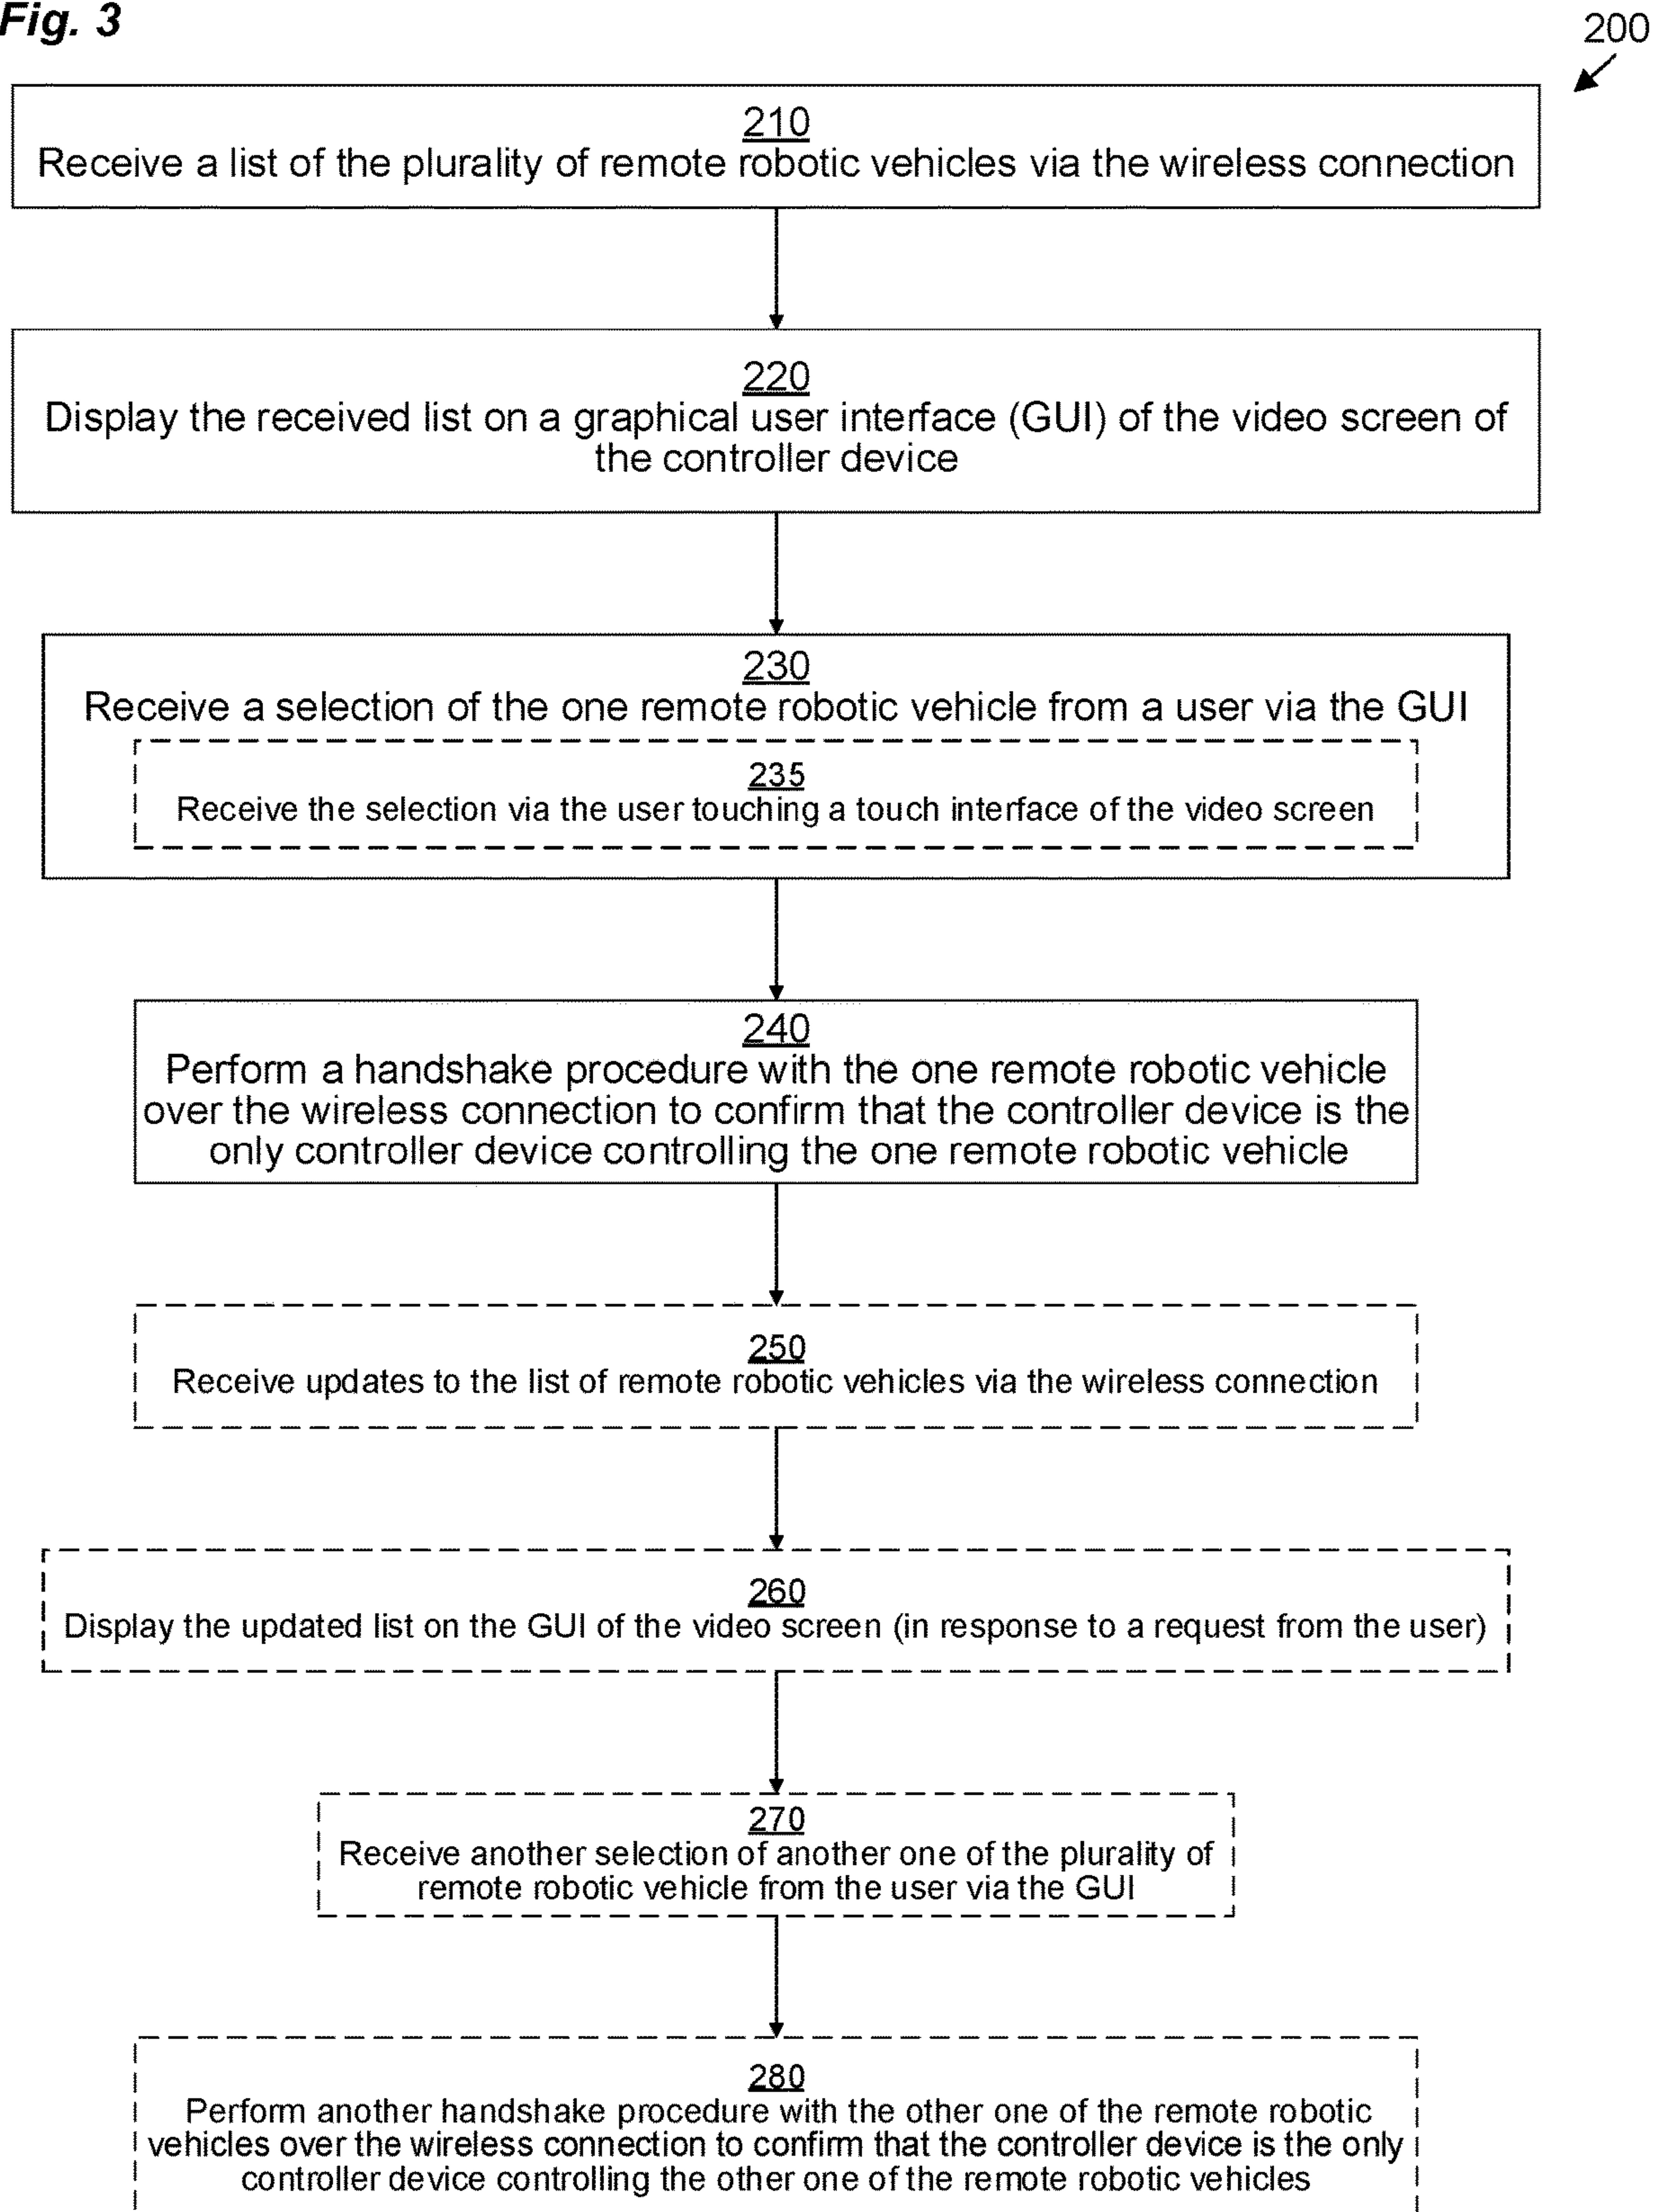 Fig. 3
200
210
Receive a list of the plurality of remote robotic vehicles via the wireless connection
220
Display the received list on a graphical user interface (GUI) of the video screen of
the controller device
230
Receive a selection of the one remote robotic vehicle from a user via the GUI
235
Receive the selection via the user touching a touch interface of the video screen
240
Perform a handshake procedure with the one remote robotic vehicle
over the wireless connection to confirm that the controller device is the
only controller device controlling the one remote robotic vehicle
250
Receive updates to the list of remote robotic vehicles via the wireless connection
260
Display the updated list on the GUI of the video screen (in response to a request from the user)
270
Receive another selection of another one of the plurality of
remote robotic vehicle from the user via the GUI
280
Perform another handshake procedure with the other one of the remote robotic
vehicles over the wireless connection to confirm that the controller device is the only
controller device controlling the other one of the remote robotic vehicles